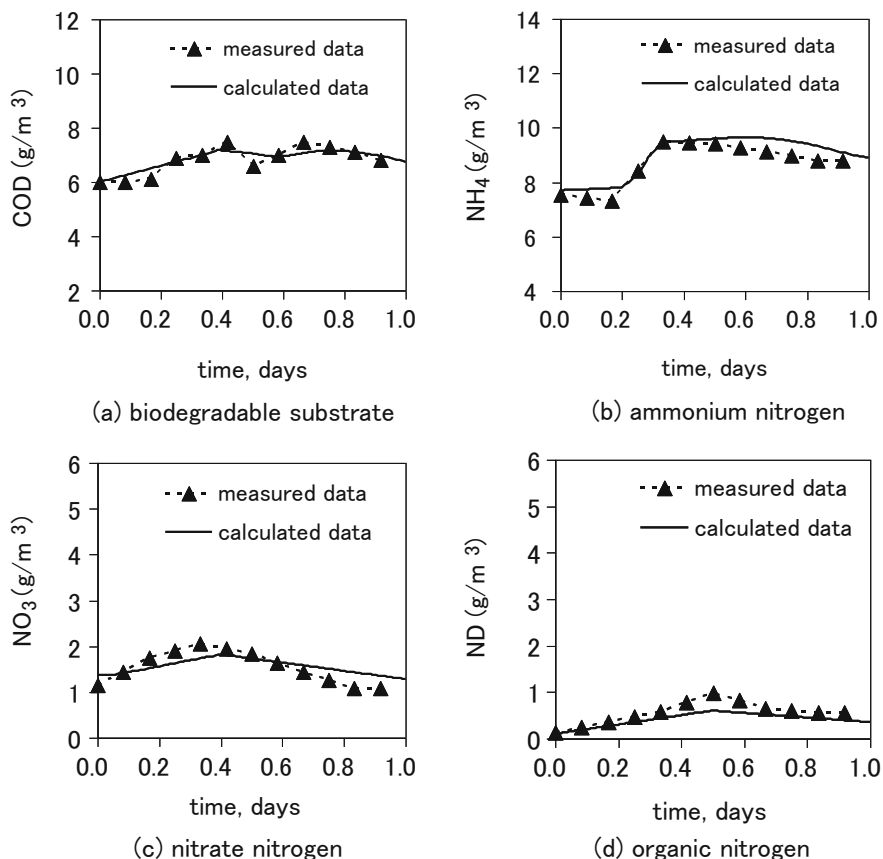 12
10
8
6
4
2
COD (g/m³)
measured data
calculated data
0.0 0.2 0.4 0.6 0.8 1.0
time, days
(a) biodegradable substrate
14
12
10
8
6
4
NH₄ (g/m³)
measured data
calculated data
0.0 0.2 0.4 0.6 0.8 1.0
time, days
(b) ammonium nitrogen
6
5
4
3
2
1
0
NO₃ (g/m³)
measured data
calculated data
0.0 0.2 0.4 0.6 0.8 1.0
time, days
(c) nitrate nitrogen
6
5
4
3
2
1
0
ND (g/m³)
measured data
calculated data
0.0 0.2 0.4 0.6 0.8 1.0
time, days
(d) organic nitrogen